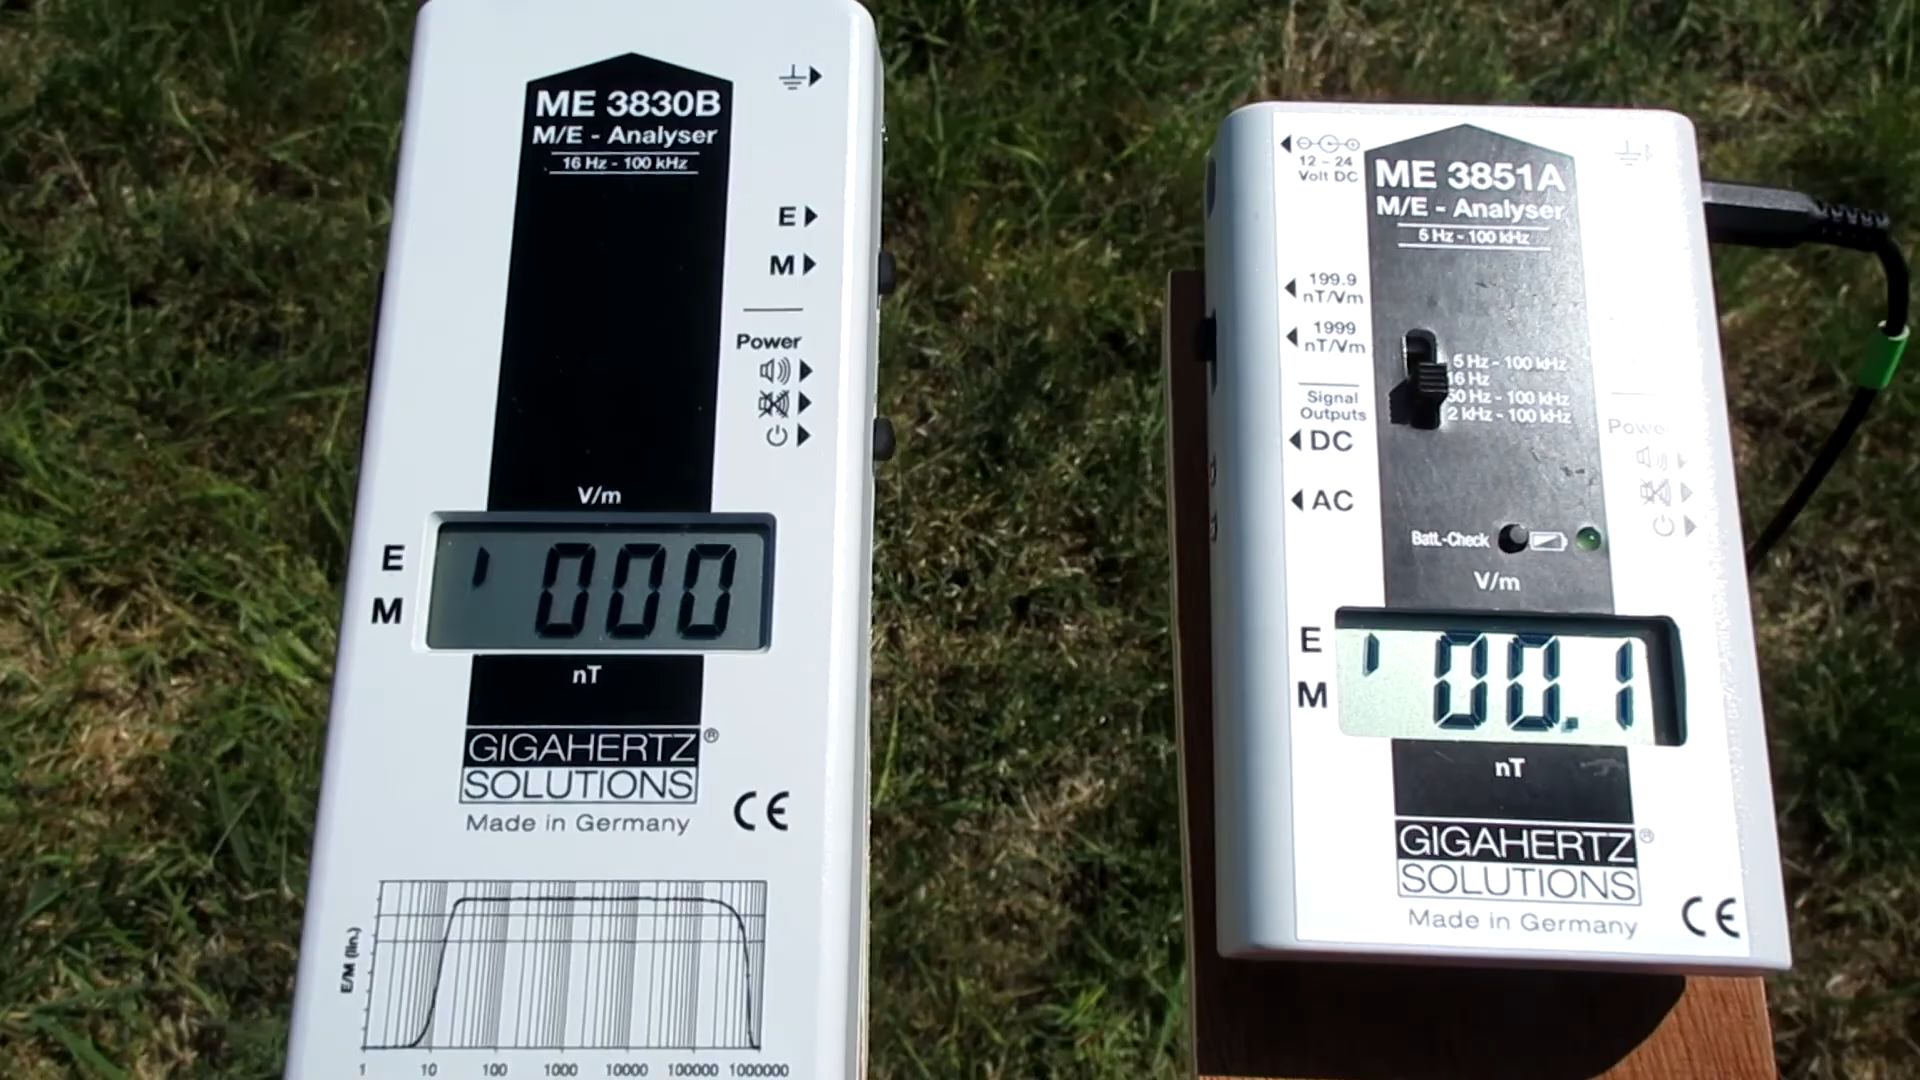 ME 3830B
M/E - Analyser
16 Hz - 100 kHz
E
M
Power
V/m
E
M
000
nT
GIGAHERTZ®
SOLUTIONS
Made in Germany
CE
E/M (lin.)
1 10 100 1000 10000 100000 1000000
12 - 24
Volt DC
ME 3851A
M/E - Analyser
5 Hz - 100 kHz
199.9
nT/Vm
1999
nT/Vm
5 Hz - 100 kHz
16 Hz
50 Hz - 100 kHz
2 kHz - 100 kHz
Signal
Outputs
DC
AC
Power
Batt.-Check
V/m
E
M
00.1
nT
GIGAHERTZ®
SOLUTIONS
Made in Germany
CE